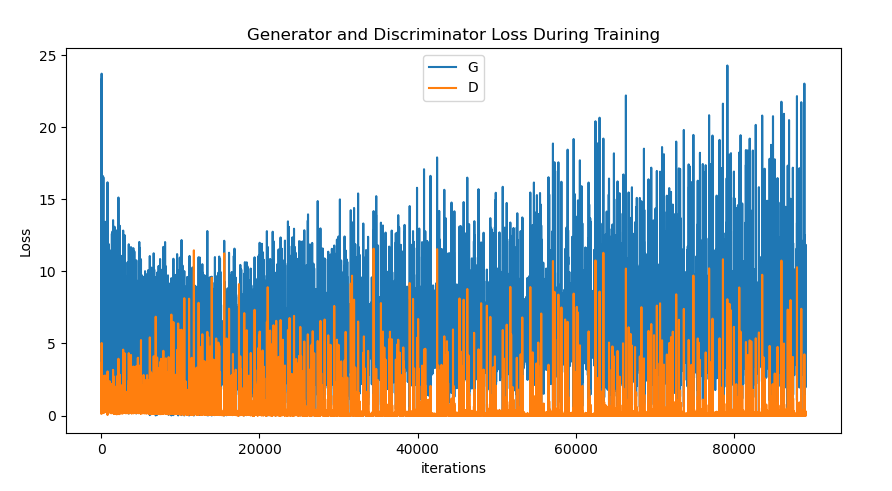 Generator and Discriminator Loss During Training
25
20
15
10
5
0
Loss
G
D
0 20000 40000 60000 80000
iterations